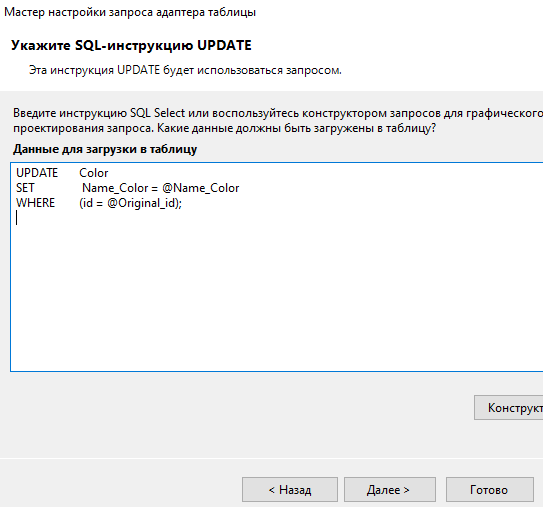 Мастер настройки запроса адаптера таблицы
Укажите SQL-инструкцию UPDATE
Эта инструкция UPDATE будет использоваться запросом.
Введите инструкцию SQL Select или воспользуйтесь конструктором запросов для графического
проектирования запроса. Какие данные должны быть загружены в таблицу?
Данные для загрузки в таблицу
UPDATE Color
SET Name_Color = @Name_Color
WHERE (id = @Original_id);
Конструкт
< Назад Далее > Готово